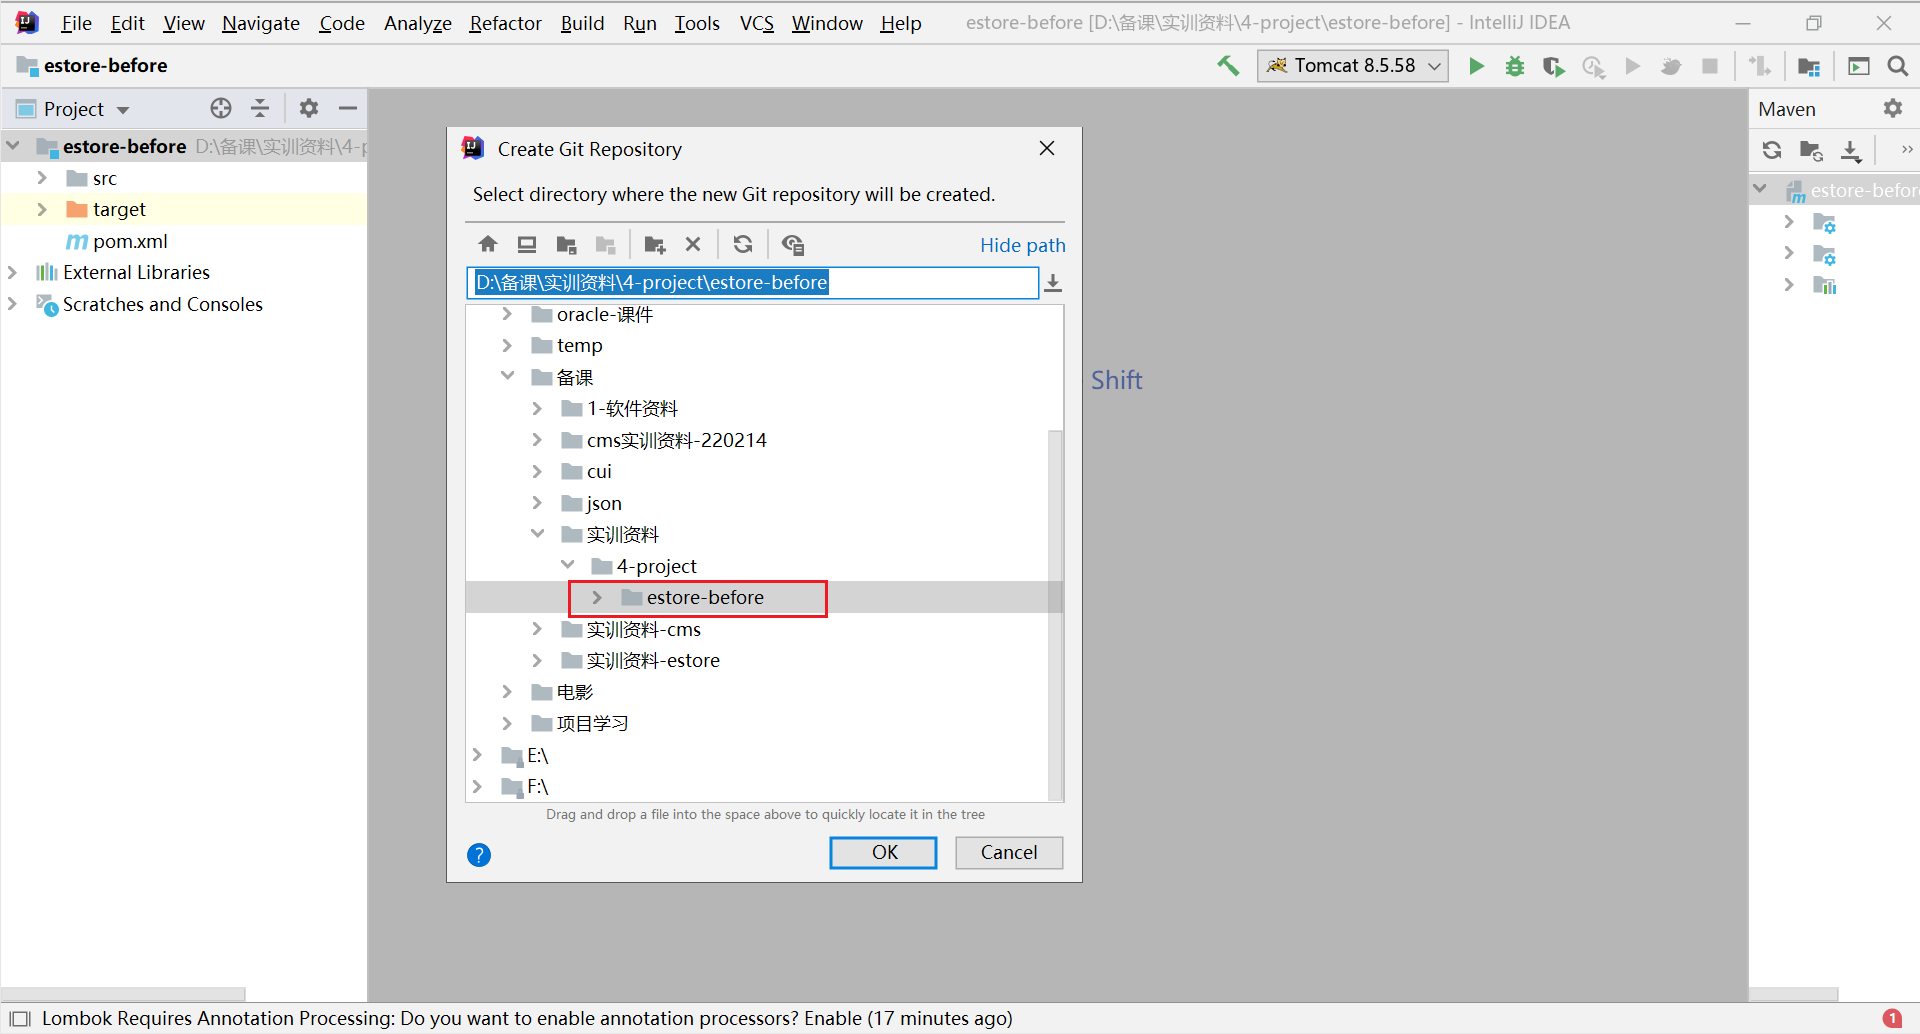 File Edit View Navigate Code Analyze Refactor Build Run Tools VCS Window Help estore-before [D:\备课\实训资料\4-project\estore-before] - IntelliJ IDEA
estore-before
Tomcat 8.5.58
Project
estore-before D:\备课\实训资料\4-p
src
target
pom.xml
External Libraries
Scratches and Consoles
Create Git Repository
Select directory where the new Git repository will be created.
Hide path
D:\备课\实训资料\4-project\estore-before
oracle-课件
temp
备课
1-软件资料
cms实训资料-220214
cui
json
实训资料
4-project
estore-before
实训资料-cms
实训资料-estore
电影
项目学习
E:\
F:\
Drag and drop a file into the space above to quickly locate it in the tree
?
OK
Cancel
Shift
Maven
estore-before
Lombok Requires Annotation Processing: Do you want to enable annotation processors? Enable (17 minutes ago)
1